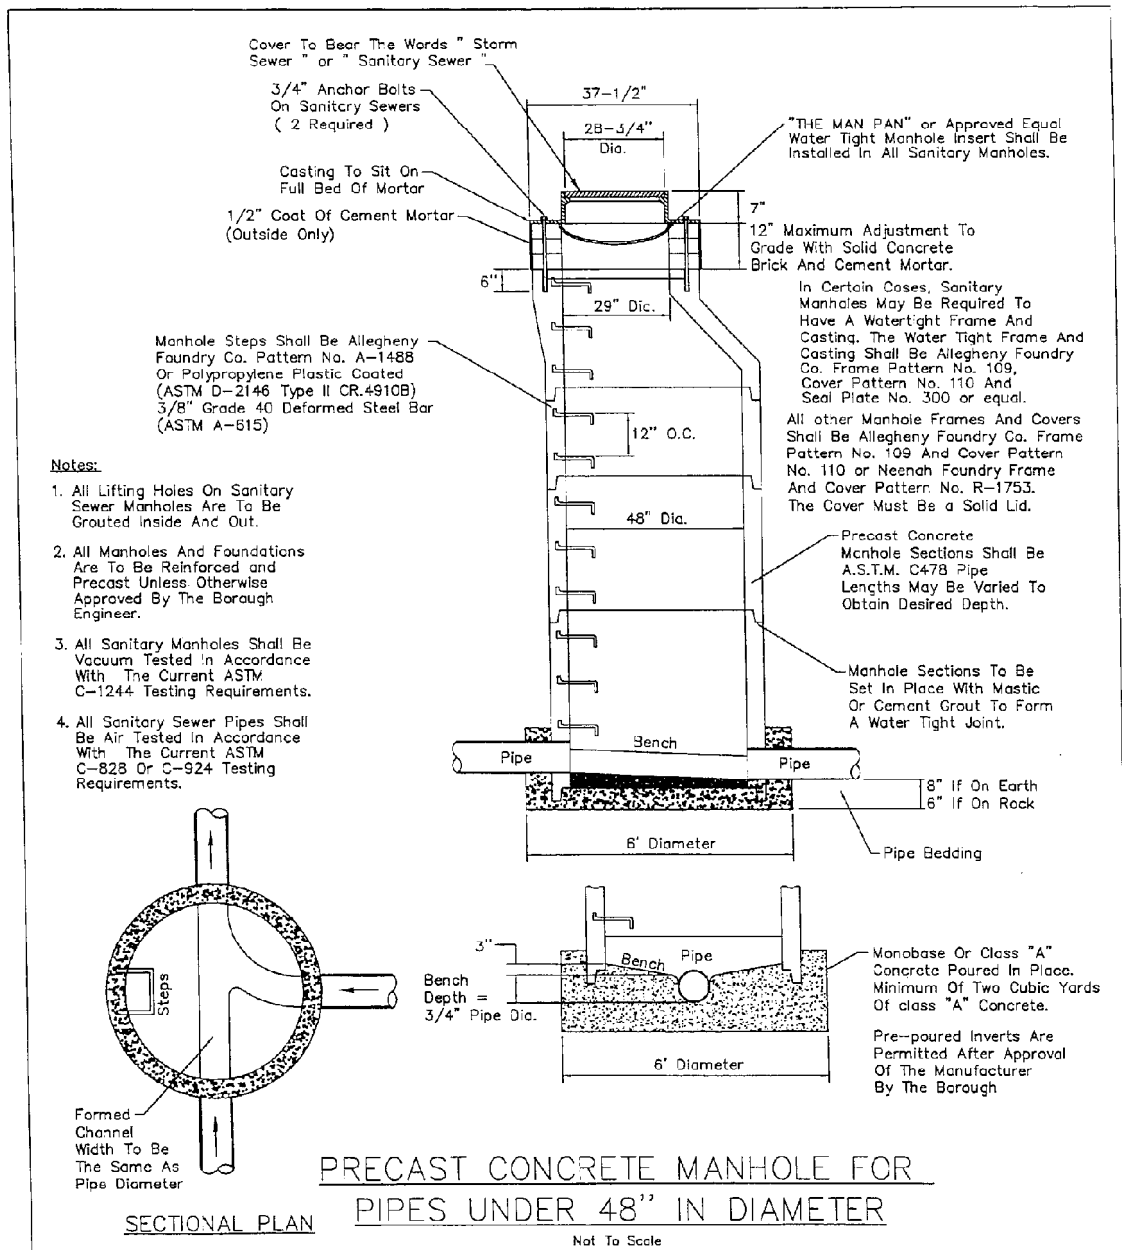 Cover To Bear The Words " Storm
Sewer " or " Sanitary Sewer "
3/4" Anchor Bolts
On Sanitary Sewers
( 2 Required )
Casting To Sit On
Full Bed Of Mortar
1/2" Coat Of Cement Mortar
(Outside Only)
37-1/2"
28-3/4"
Dia.
"THE MAN PAN" or Approved Equal
Water Tight Manhole Insert Shall Be
Installed In All Sanitary Manholes.
7"
12" Maximum Adjustment To
Grade With Solid Concrete
Brick And Cement Mortar.
6"
29" Dia.
In Certain Cases, Sanitary
Manholes May Be Required To
Have A Watertight Frame And
Casting. The Water Tight Frame And
Casting Shall Be Allegheny Foundry
Co. Frame Pattern No. 109,
Cover Pattern No. 110 And
Seal Plate No. 300 or equal.
Manhole Steps Shall Be Allegheny
Foundry Co. Pattern No. A-1488
Or Polypropylene Plastic Coated
(ASTM D-2146 Type II CR.4910B)
3/8" Grade 40 Deformed Steel Bar
(ASTM A-615)
12" O.C.
All other Manhole Frames And Covers
Shall Be Allegheny Foundry Co. Frame
Pattern No. 109 And Cover Pattern
No. 110 or Neenah Foundry Frame
And Cover Pattern No. R-1753.
The Cover Must Be a Solid Lid.
Notes:
1. All Lifting Holes On Sanitary
Sewer Manholes Are To Be
Grouted Inside And Out.
2. All Manholes And Foundations
Are To Be Reinforced and
Precast Unless Otherwise
Approved By The Borough
Engineer.
3. All Sanitary Manholes Shall Be
Vacuum Tested In Accordance
With The Current ASTM
C-1244 Testing Requirements.
4. All Sanitary Sewer Pipes Shall
Be Air Tested In Accordance
With The Current ASTM
C-828 Or C-924 Testing
Requirements.
48" Dia.
Precast Concrete
Manhole Sections Shall Be
A.S.T.M. C478 Pipe
Lengths May Be Varied To
Obtain Desired Depth.
Manhole Sections To Be
Set In Place With Mastic
Or Cement Grout To Form
A Water Tight Joint.
Pipe
Bench
Pipe
8" If On Earth
6" If On Rock
6' Diameter
Pipe Bedding
3"
Bench
Depth =
3/4" Pipe Dia.
Bench
Pipe
6' Diameter
Monobase Or Class "A"
Concrete Poured In Place.
Minimum Of Two Cubic Yards
Of class "A" Concrete.
Pre-poured Inverts Are
Permitted After Approval
Of The Manufacturer
By The Borough
Steps
Formed
Channel
Width To Be
The Same As
Pipe Diameter
SECTIONAL PLAN
PRECAST CONCRETE MANHOLE FOR
PIPES UNDER 48" IN DIAMETER
Not To Scale